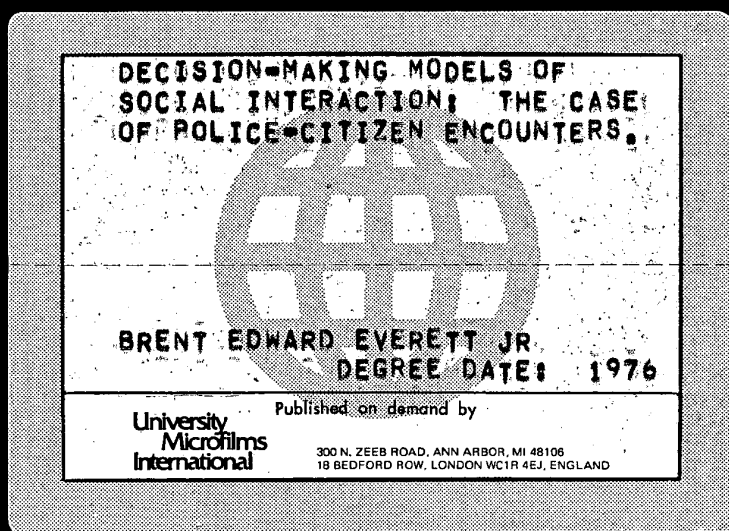 DECISION-MAKING MODELS OF
SOCIAL INTERACTION: THE CASE
OF POLICE-CITIZEN ENCOUNTERS.
BRENT EDWARD EVERETT JR
DEGREE DATE: 1976
University
Microfilms
International
Published on demand by
300 N. ZEEB ROAD, ANN ARBOR, MI 48106
18 BEDFORD ROW, LONDON WC1R 4EJ, ENGLAND